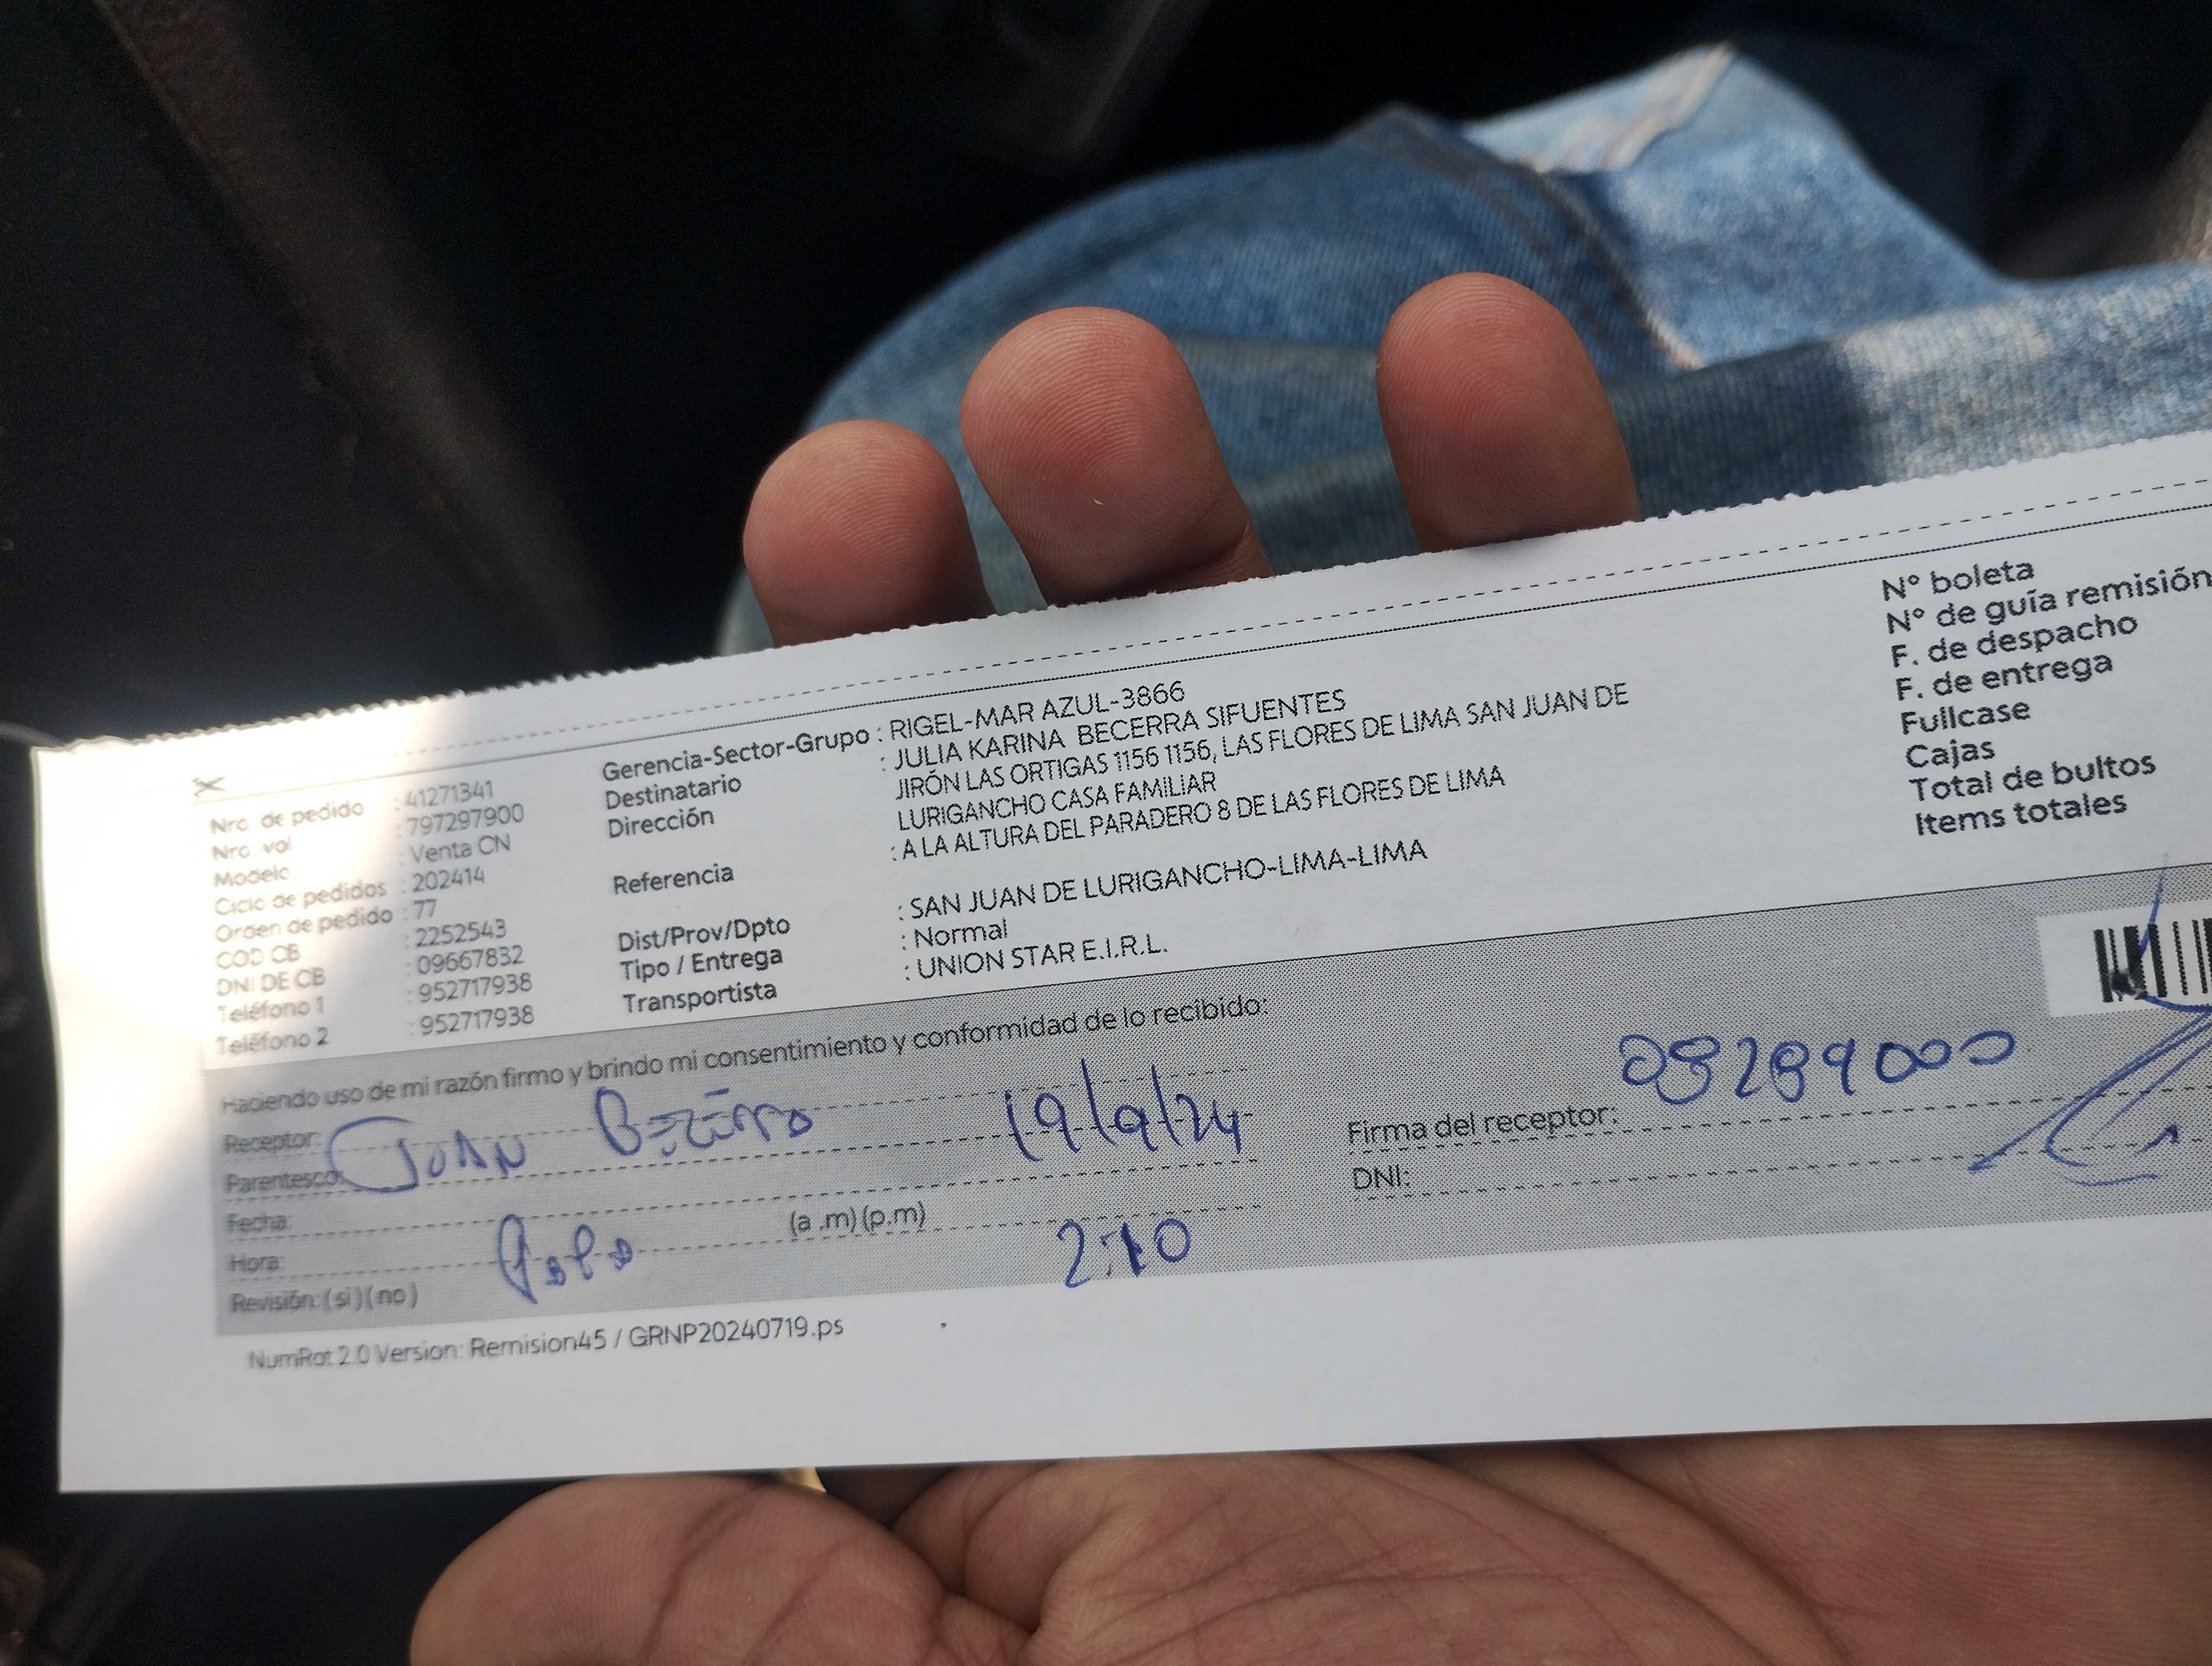 Nro. de pedido : 41271341
Nro. vol : 797297900
Modelo : Venta CN
Ciclo de pedidos : 202414
Orden de pedido : 77
COD CB : 2252543
DNI DE CB : 09667832
Teléfono 1 : 952717938
Teléfono 2 : 952717938
Gerencia-Sector-Grupo : RIGEL-MAR AZUL-3866
Destinatario : JULIA KARINA BECERRA SIFUENTES
Dirección JIRÓN LAS ORTIGAS 1156 1156, LAS FLORES DE LIMA SAN JUAN DE
LURIGANCHO CASA FAMILIAR
Referencia : A LA ALTURA DEL PARADERO 8 DE LAS FLORES DE LIMA
Dist/Prov/Dpto : SAN JUAN DE LURIGANCHO-LIMA-LIMA
Tipo / Entrega : Normal
Transportista : UNION STAR E.I.R.L.
N° boleta
N° de guía remisión
F. de despacho
F. de entrega
Fullcase
Cajas
Total de bultos
Items totales
Haciendo uso de mi razón firmo y brindo mi consentimiento y conformidad de lo recibido:
Receptor: JUAN 19/9/24
Parentesco:
Fecha:
Hora: (a .m) (p.m) 2:10
Revisión: ( si ) ( no )
Firma del receptor:
DNI:
NumRot 2.0 Version: Remision45 / GRNP20240719.ps